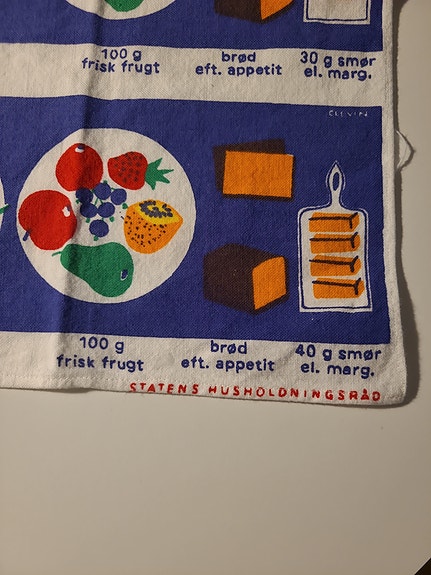 100 g
frisk frugt
brød
eft. appetit
30 g smør
el. marg.
CLEVIN
100 g
frisk frugt
brød
eft. appetit
40 g smør
el. marg.
STATENS HUSHOLDNINGSRÅD